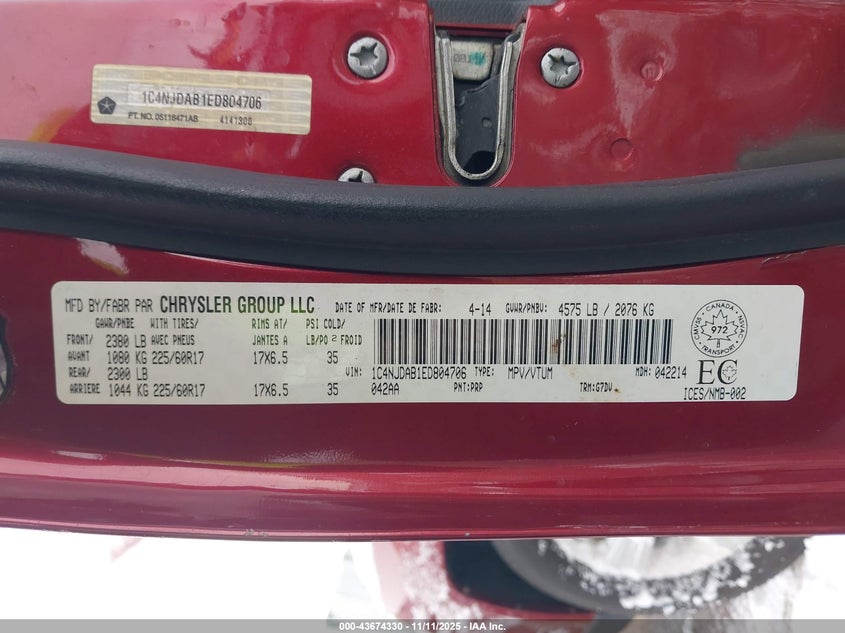 1C4NJDAB1ED804706
PT. NO. 05116471AS 4141300
MFD BY/FABR PAR CHRYSLER GROUP LLC DATE OF MFR/DATE DE FABR: 4-14 GVWR/PNBV: 4575 LB / 2076 KG
GAWR/PNBE WITH TIRES/ RIMS AT/ PSI COLD/
FRONT/ 2380 LB AVEC PNEUS JANTES A LB/PO² FROID
AVANT 1080 KG 225/60R17 17X6.5 35
REAR/ 2300 LB VIN: 1C4NJDAB1ED804706 TYPE: MPV/VTUM MDH: 042214
ARRIERE 1044 KG 225/60R17 17X6.5 35 042AA PNT:PRP TRM:G7DV
CANADA
CMVSS NVSAC
972
TRANSPORT
EC
ICES/NMB-002
000-43674330 - 11/11/2025 - IAA Inc.